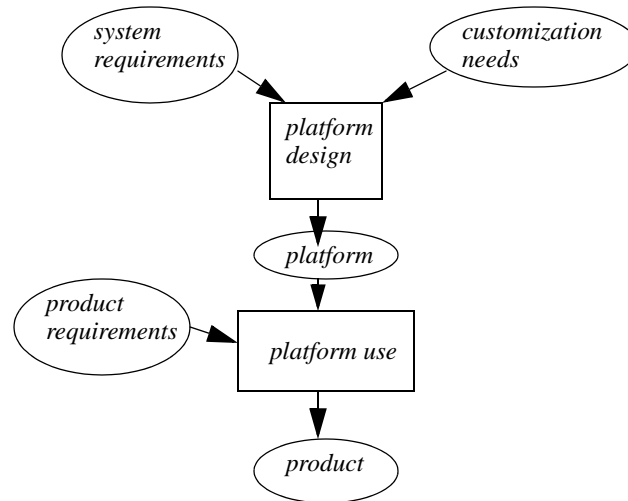 system
requirements
customization
needs
platform
design
platform
product
requirements
platform use
product